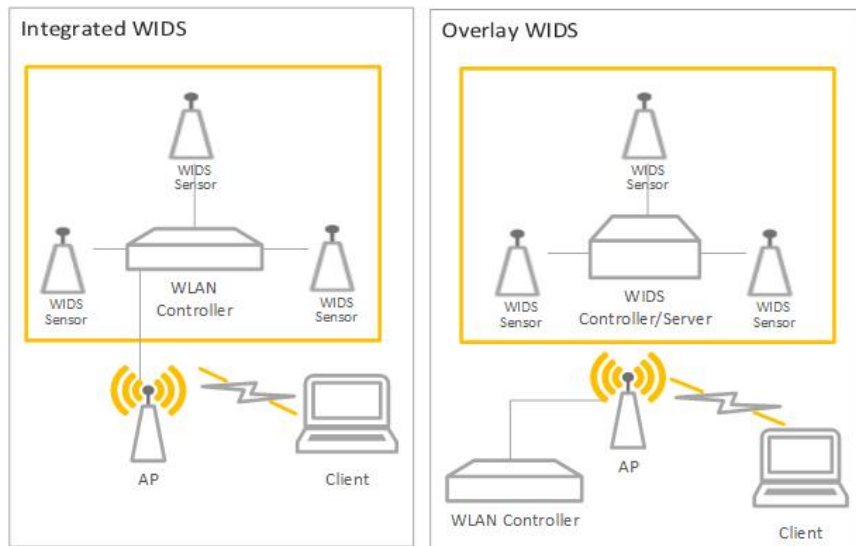 Integrated WIDS
WIDS
Sensor
WIDS
Sensor
WLAN
Controller
WIDS
Sensor
AP
Client
Overlay WIDS
WIDS
Sensor
WIDS
Sensor
WIDS
Controller/Server
WIDS
Sensor
AP
WLAN Controller
Client